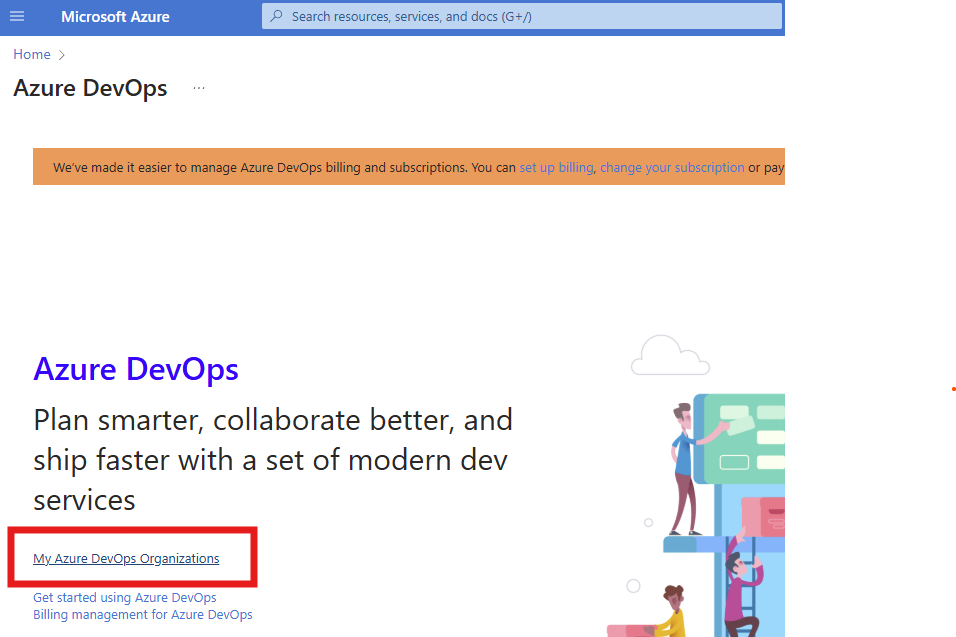 Microsoft Azure
Search resources, services, and docs (G+/)
Home
Azure DevOps
...
We've made it easier to manage Azure DevOps billing and subscriptions. You can set up billing, change your subscription or pay
Azure DevOps
Plan smarter, collaborate better, and
ship faster with a set of modern dev
services
My Azure DevOps Organizations
Get started using Azure DevOps
Billing management for Azure DevOps